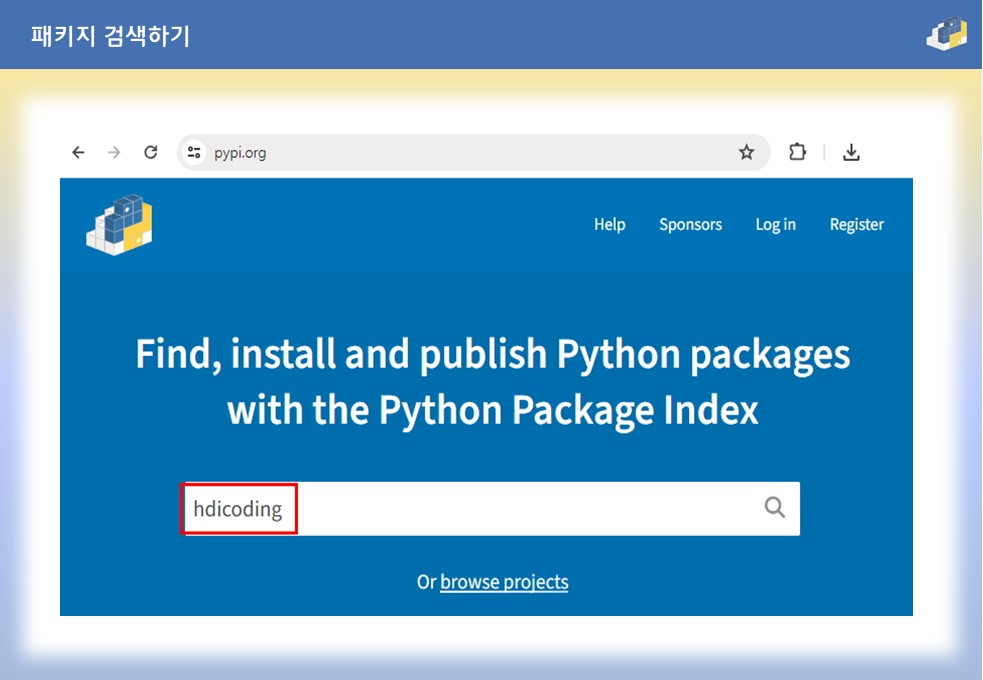 패키지 검색하기
pypi.org
Help Sponsors Log in Register
Find, install and publish Python packages
with the Python Package Index
hdicoding
Or browse projects